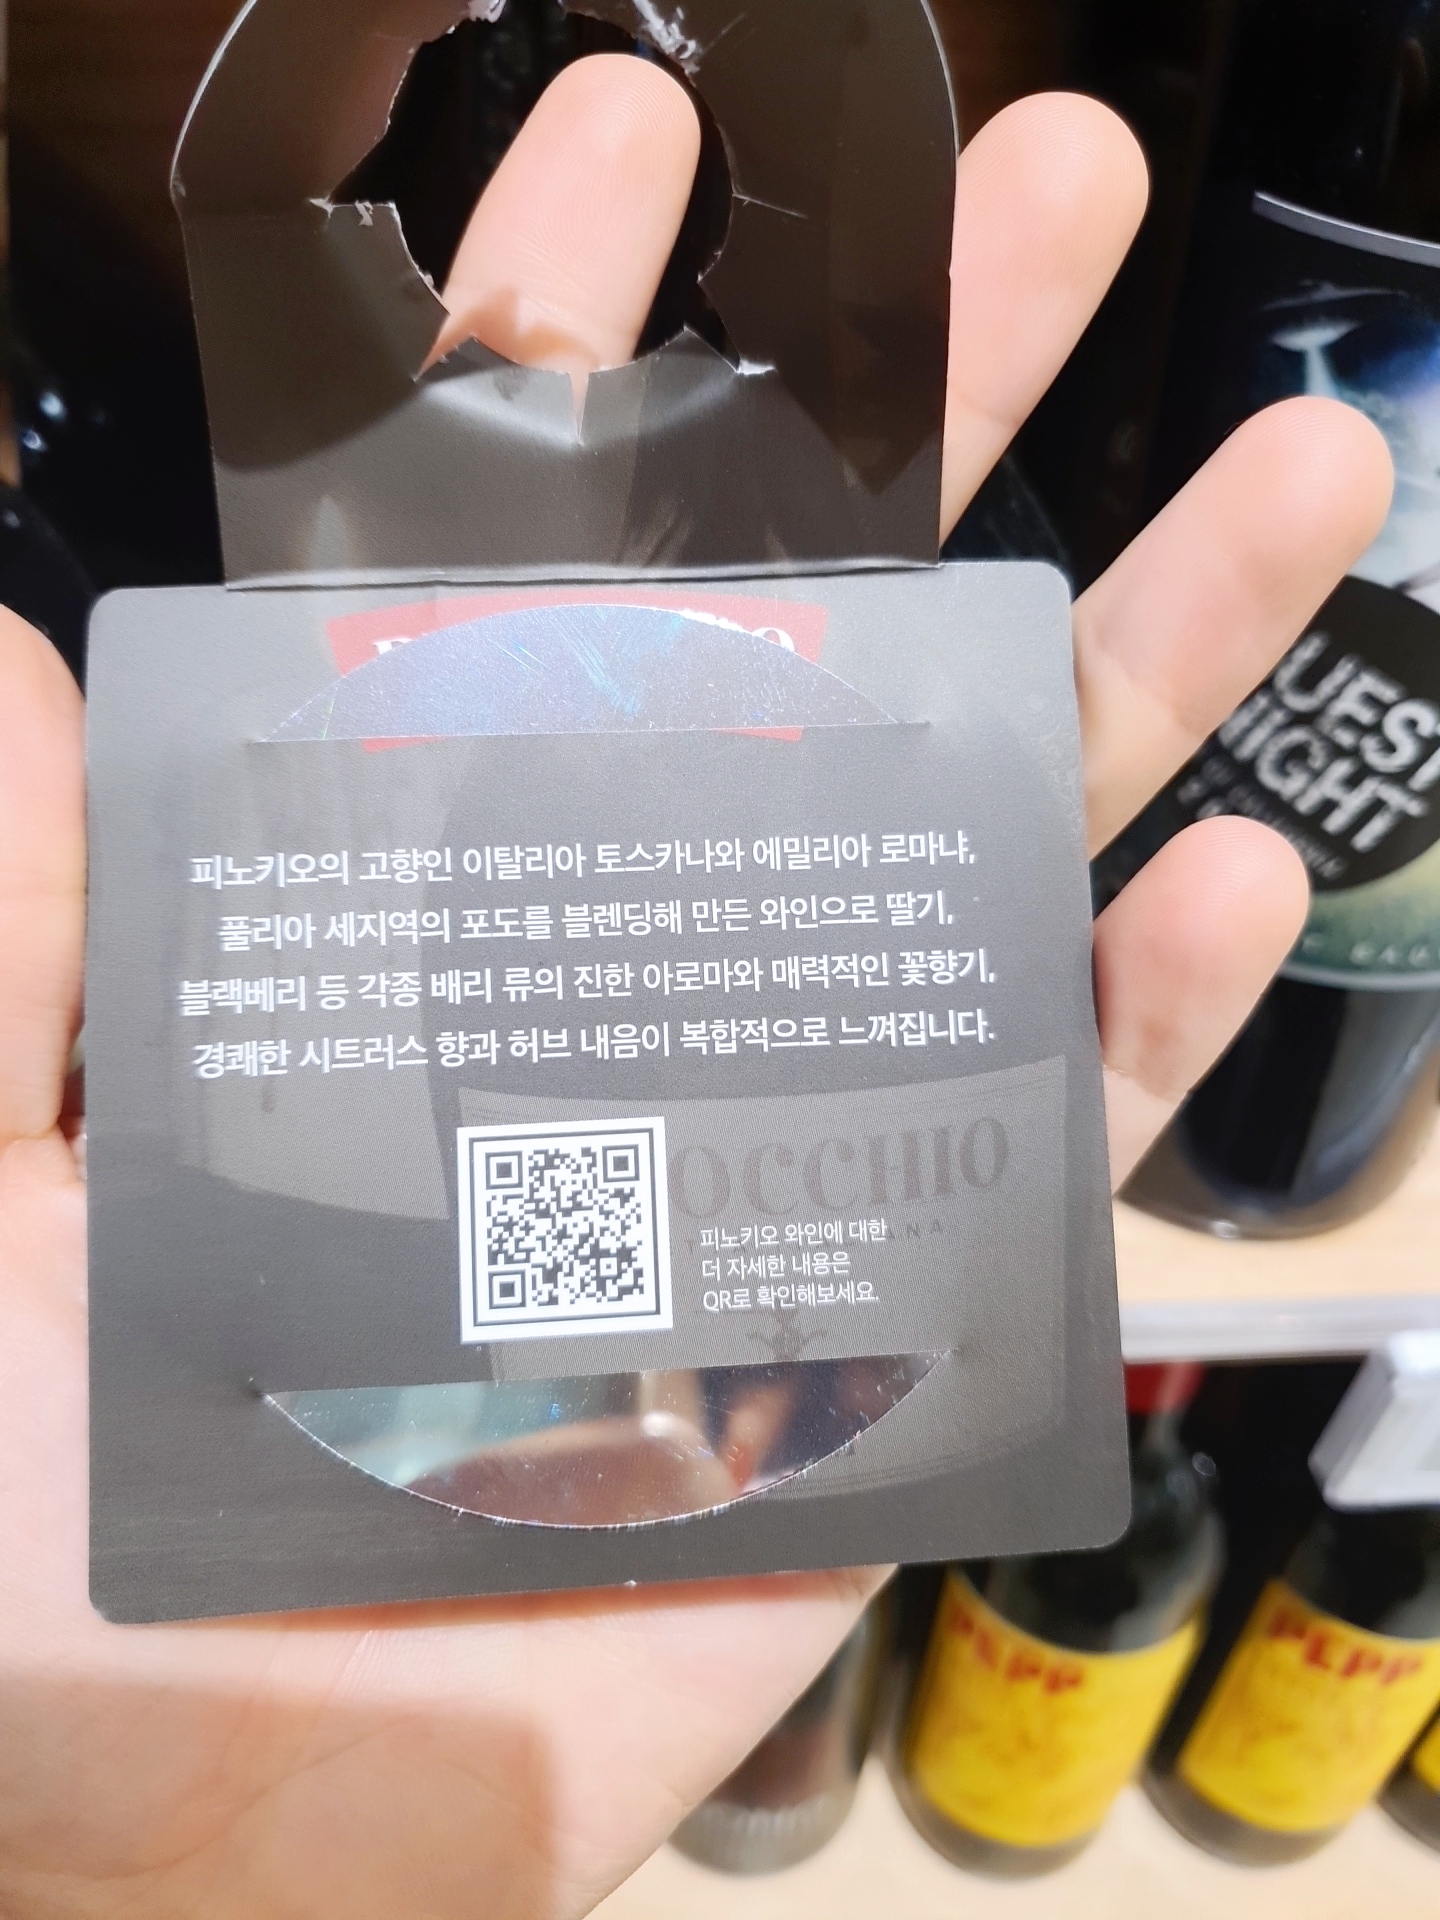 피노키오의 고향인 이탈리아 토스카나와 에밀리아 로마냐,
풀리아 세지역의 포도를 블렌딩해 만든 와인으로 딸기,
블랙베리 등 각종 배리 류의 진한 아로마와 매력적인 꽃향기,
경쾌한 시트러스 향과 허브 내음이 복합적으로 느껴집니다.
OCCHIO
피노키오 와인에 대한
더 자세한 내용은
QR로 확인해보세요.
UEST
NIGHT
PEPP
PEPP